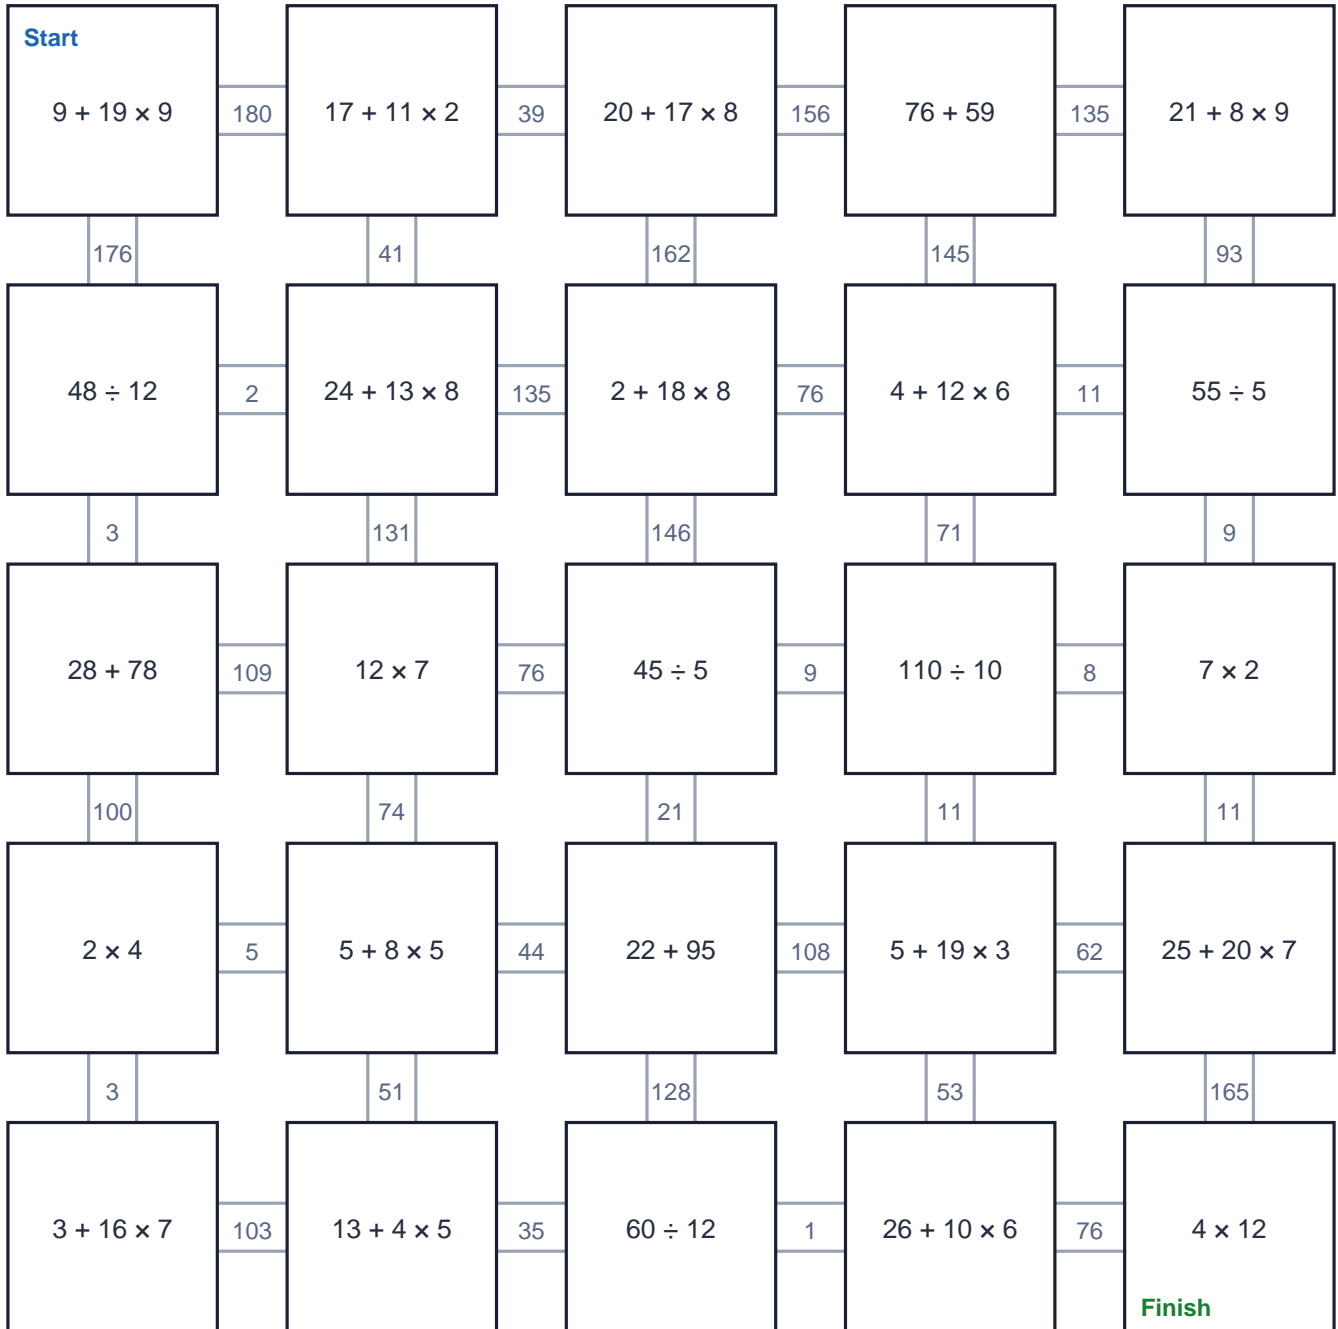 Start
9 + 19 × 9 180 17 + 11 × 2 39 20 + 17 × 8 156 76 + 59 135 21 + 8 × 9
176 41 162 145 93
48 ÷ 12 2 24 + 13 × 8 135 2 + 18 × 8 76 4 + 12 × 6 11 55 ÷ 5
3 131 146 71 9
28 + 78 109 12 × 7 76 45 ÷ 5 9 110 ÷ 10 8 7 × 2
100 74 21 11 11
2 × 4 5 5 + 8 × 5 44 22 + 95 108 5 + 19 × 3 62 25 + 20 × 7
3 51 128 53 165
3 + 16 × 7 103 13 + 4 × 5 35 60 ÷ 12 1 26 + 10 × 6 76 4 × 12
Finish